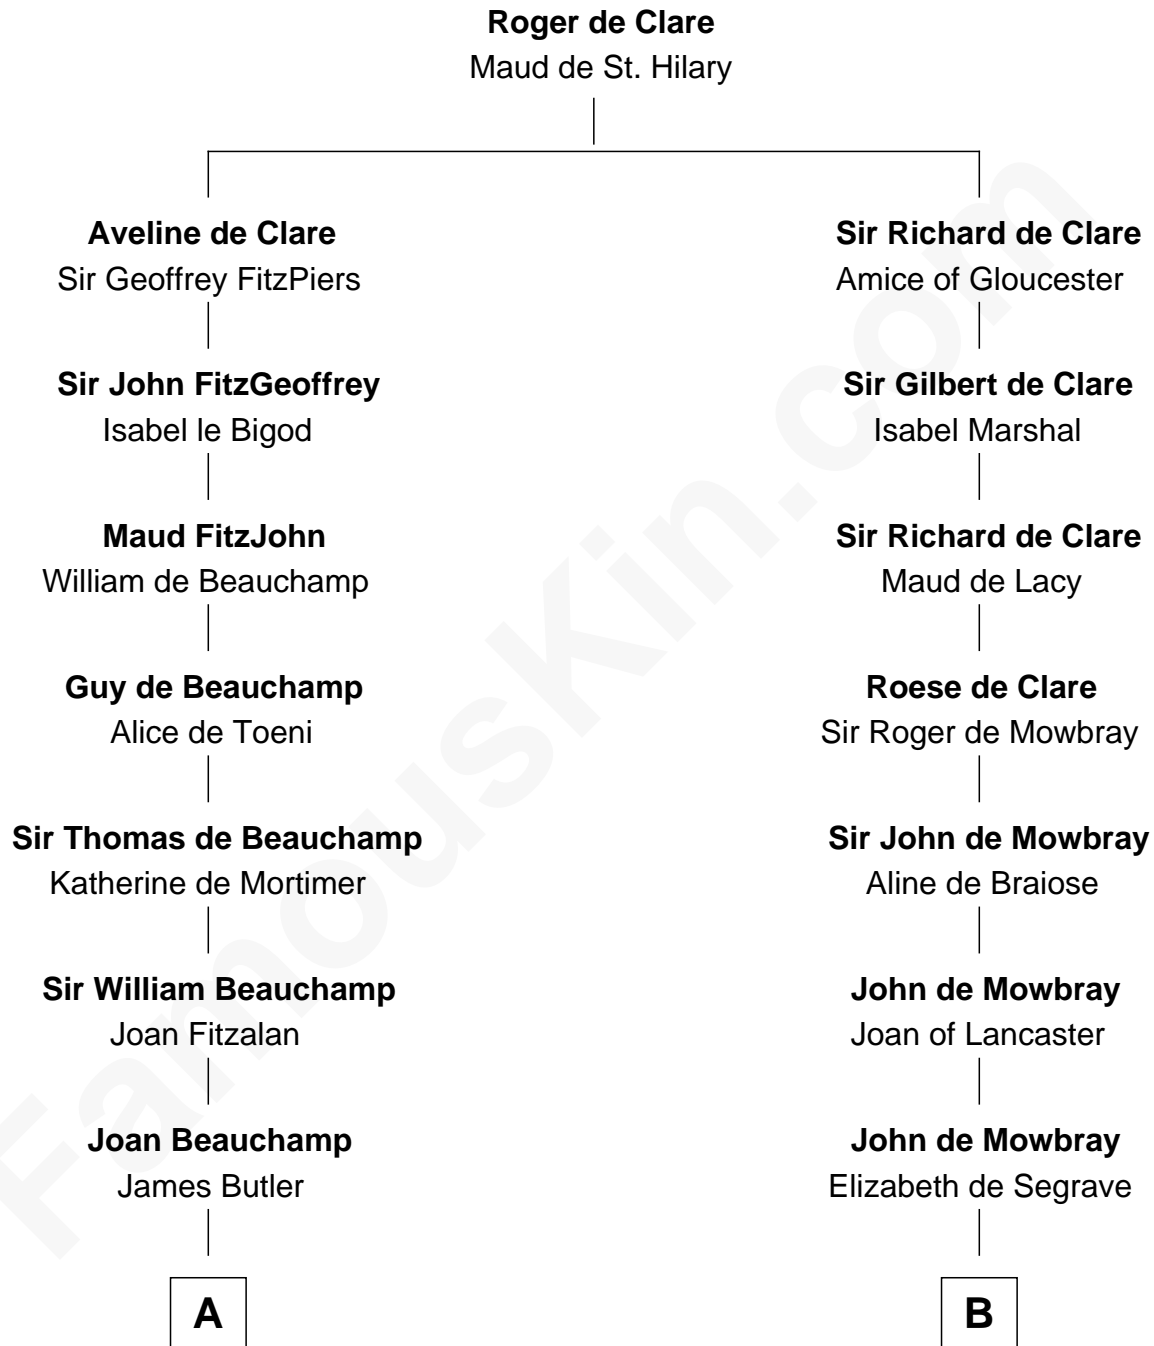 Roger de Clare
Maud de St. Hilary
Aveline de Clare
Sir Geoffrey FitzPiers
Sir John FitzGeoffrey
Isabel le Bigod
Maud FitzJohn
William de Beauchamp
Guy de Beauchamp
Alice de Toeni
Sir Thomas de Beauchamp
Katherine de Mortimer
Sir William Beauchamp
Joan Fitzalan
Joan Beauchamp
James Butler
A
Sir Richard de Clare
Amice of Gloucester
Sir Gilbert de Clare
Isabel Marshal
Sir Richard de Clare
Maud de Lacy
Roese de Clare
Sir Roger de Mowbray
Sir John de Mowbray
Aline de Braiose
John de Mowbray
Joan of Lancaster
John de Mowbray
Elizabeth de Segrave
B
FamousKin.com